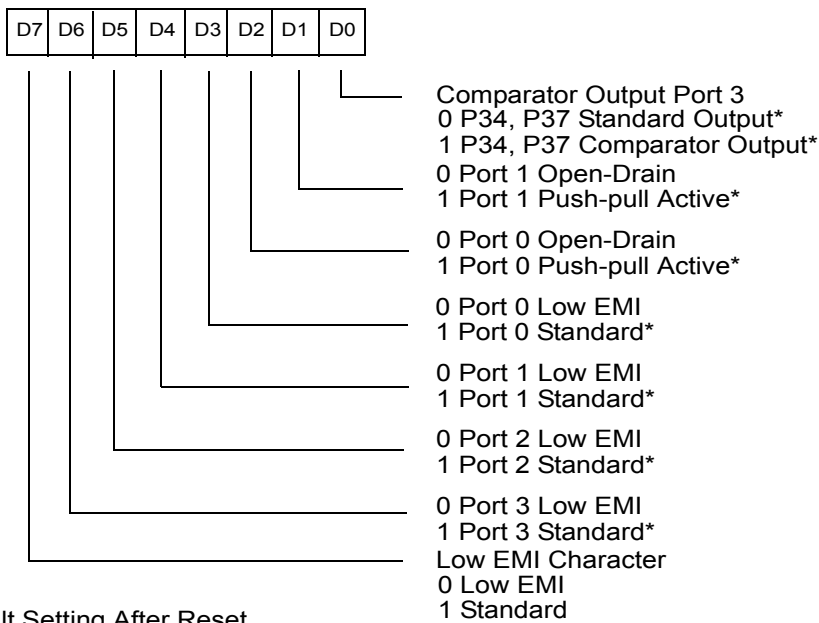 D7 D6 D5 D4 D3 D2 D1 D0
Comparator Output Port 3
0 P34, P37 Standard Output*
1 P34, P37 Comparator Output*
0 Port 1 Open-Drain
1 Port 1 Push-pull Active*
0 Port 0 Open-Drain
1 Port 0 Push-pull Active*
0 Port 0 Low EMI
1 Port 0 Standard*
0 Port 1 Low EMI
1 Port 1 Standard*
0 Port 2 Low EMI
1 Port 2 Standard*
0 Port 3 Low EMI
1 Port 3 Standard*
Low EMI Character
0 Low EMI
1 Standard
lt Setting After Reset